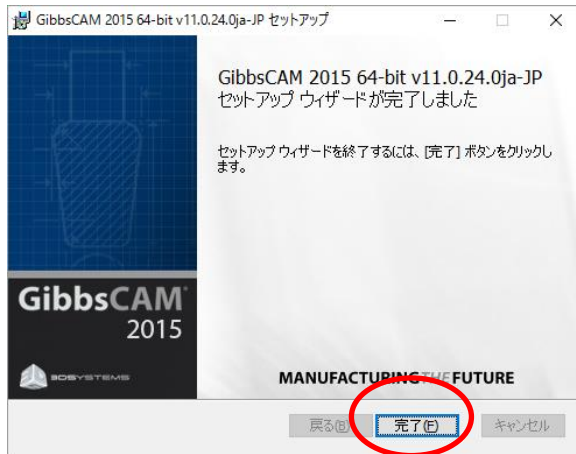 GibbsCAM 2015 64-bit v11.0.24.0ja-JP セットアップ
GibbsCAM 2015 64-bit v11.0.24.0ja-JP
セットアップ ウィザードが完了しました
セットアップ ウィザードを終了するには、[完了] ボタンをクリックし
ます。
GibbsCAM
2015
3DSYSTEMS
MANUFACTURING THE FUTURE
戻る(B) 完了(F) キャンセル